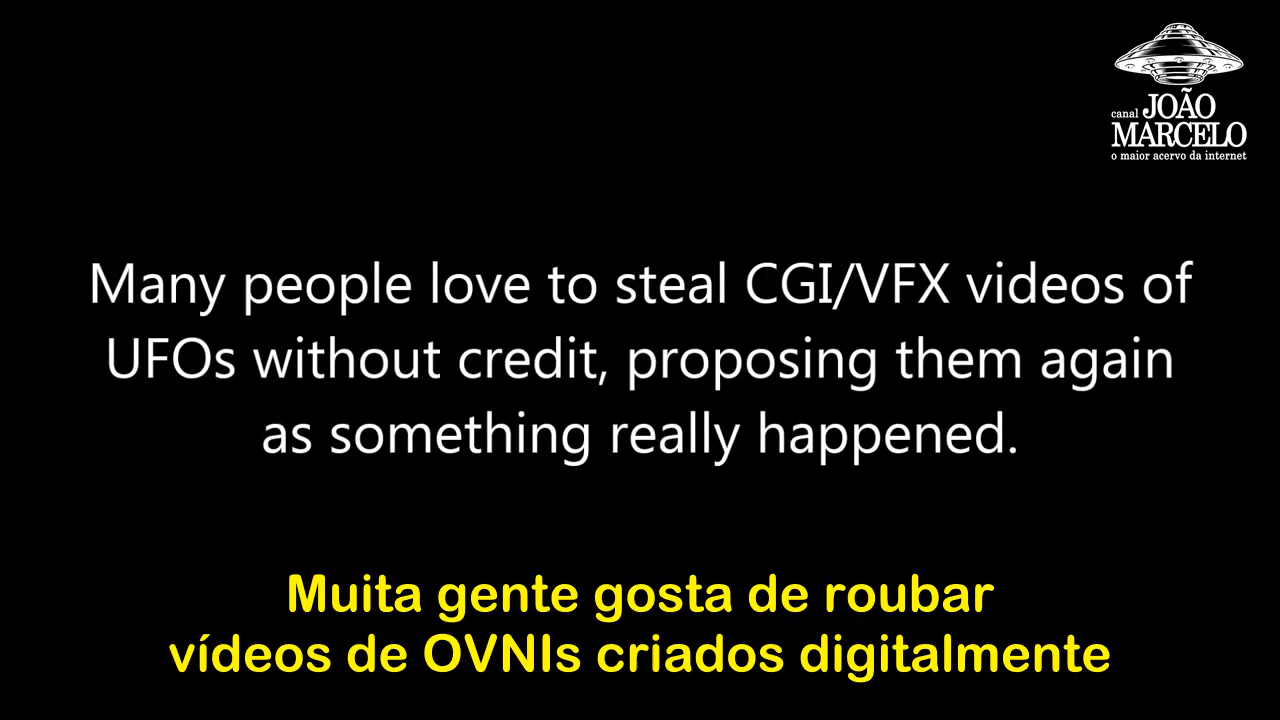 canal JOÃO
MARCELO
o maior acervo da internet
Many people love to steal CGI/VFX videos of
UFOs without credit, proposing them again
as something really happened.
Muita gente gosta de roubar
vídeos de OVNIs criados digitalmente